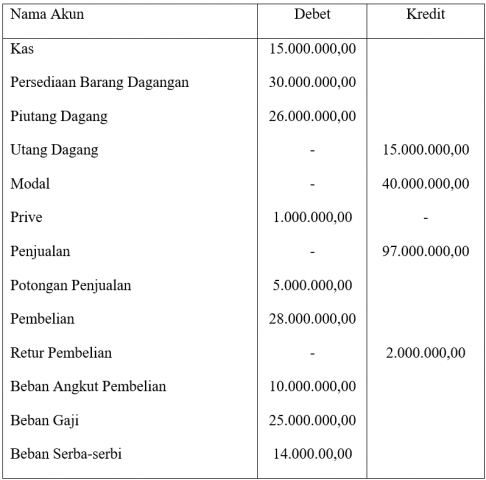 Nama Akun Debet Kredit
Kas 15.000.000,00
Persediaan Barang Dagangan 30.000.000,00
Piutang Dagang 26.000.000,00
Utang Dagang - 15.000.000,00
Modal - 40.000.000,00
Prive 1.000.000,00 -
Penjualan - 97.000.000,00
Potongan Penjualan 5.000.000,00
Pembelian 28.000.000,00
Retur Pembelian - 2.000.000,00
Beban Angkut Pembelian 10.000.000,00
Beban Gaji 25.000.000,00
Beban Serba-serbi 14.000.00,00